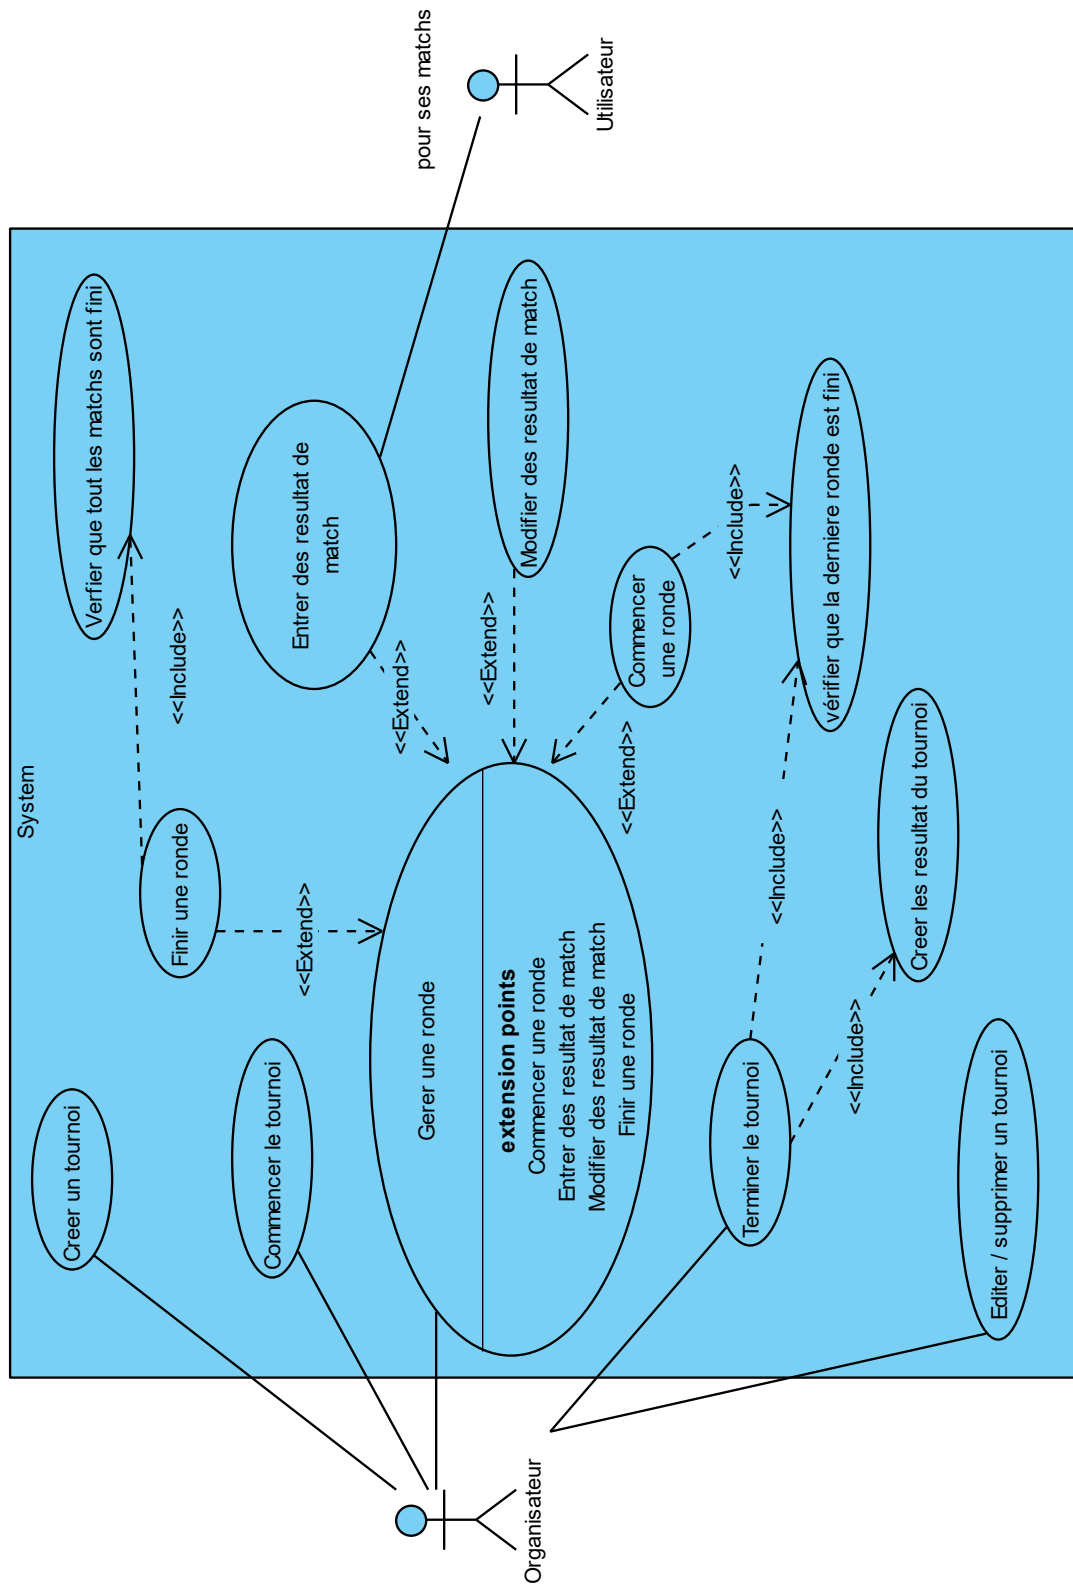 System
Creer un tournoi
Commencer le tournoi
Finir une ronde
<<Include>>
Verfier que tout les matchs sont fini
<<Extend>>
Entrer des resultat de
match
<<Extend>>
pour ses matchs
Utilisateur
Gerer une ronde
extension points
Commencer une ronde
Entrer des resultat de match
Modifier des resultat de match
Finir une ronde
<<Extend>>
Modifier des resultat de match
<<Extend>>
Commencer
une ronde
<<Include>>
Organisateur
Terminer le tournoi
<<Include>>
vérifier que la derniere ronde est fini
<<Include>>
Creer les resultat du tournoi
Editer / supprimer un tournoi